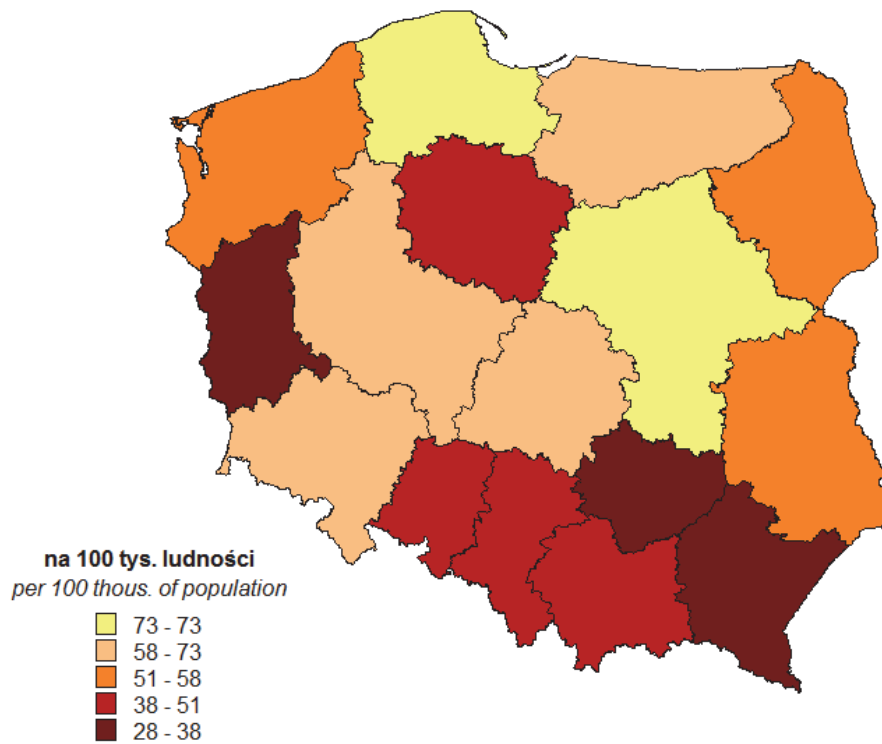 na 100 tys. ludności
per 100 thous. of population
73 - 73
58 - 73
51 - 58
38 - 51
28 - 38